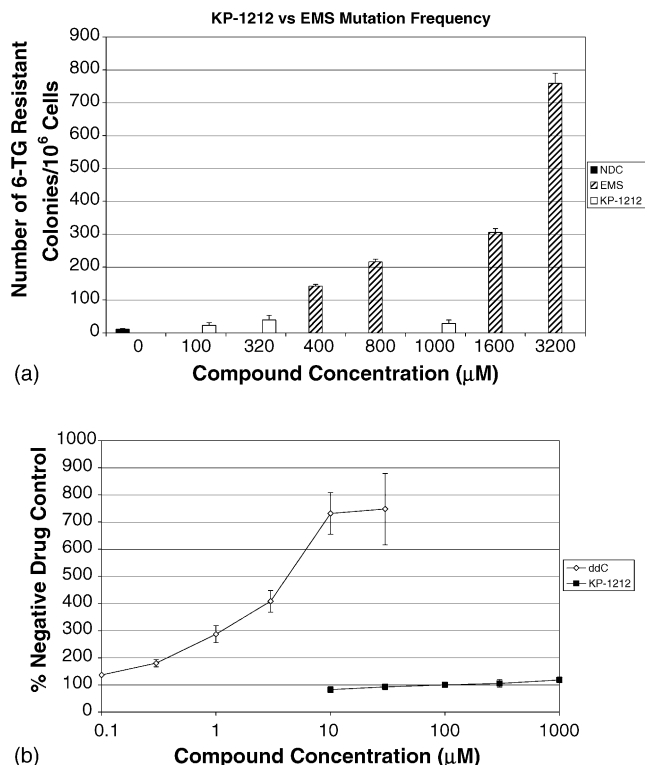 KP-1212 vs EMS Mutation Frequency
900
800
700
600
500
400
300
200
100
0
Number of 6-TG Resistant
Colonies/10⁶ Cells
0 100 320 400 800 1000 1600 3200
Compound Concentration (µM)
NDC
EMS
KP-1212
(a)
1000
900
800
700
600
500
400
300
200
100
0
% Negative Drug Control
0.1 1 10 100 1000
Compound Concentration (µM)
ddC
KP-1212
(b)